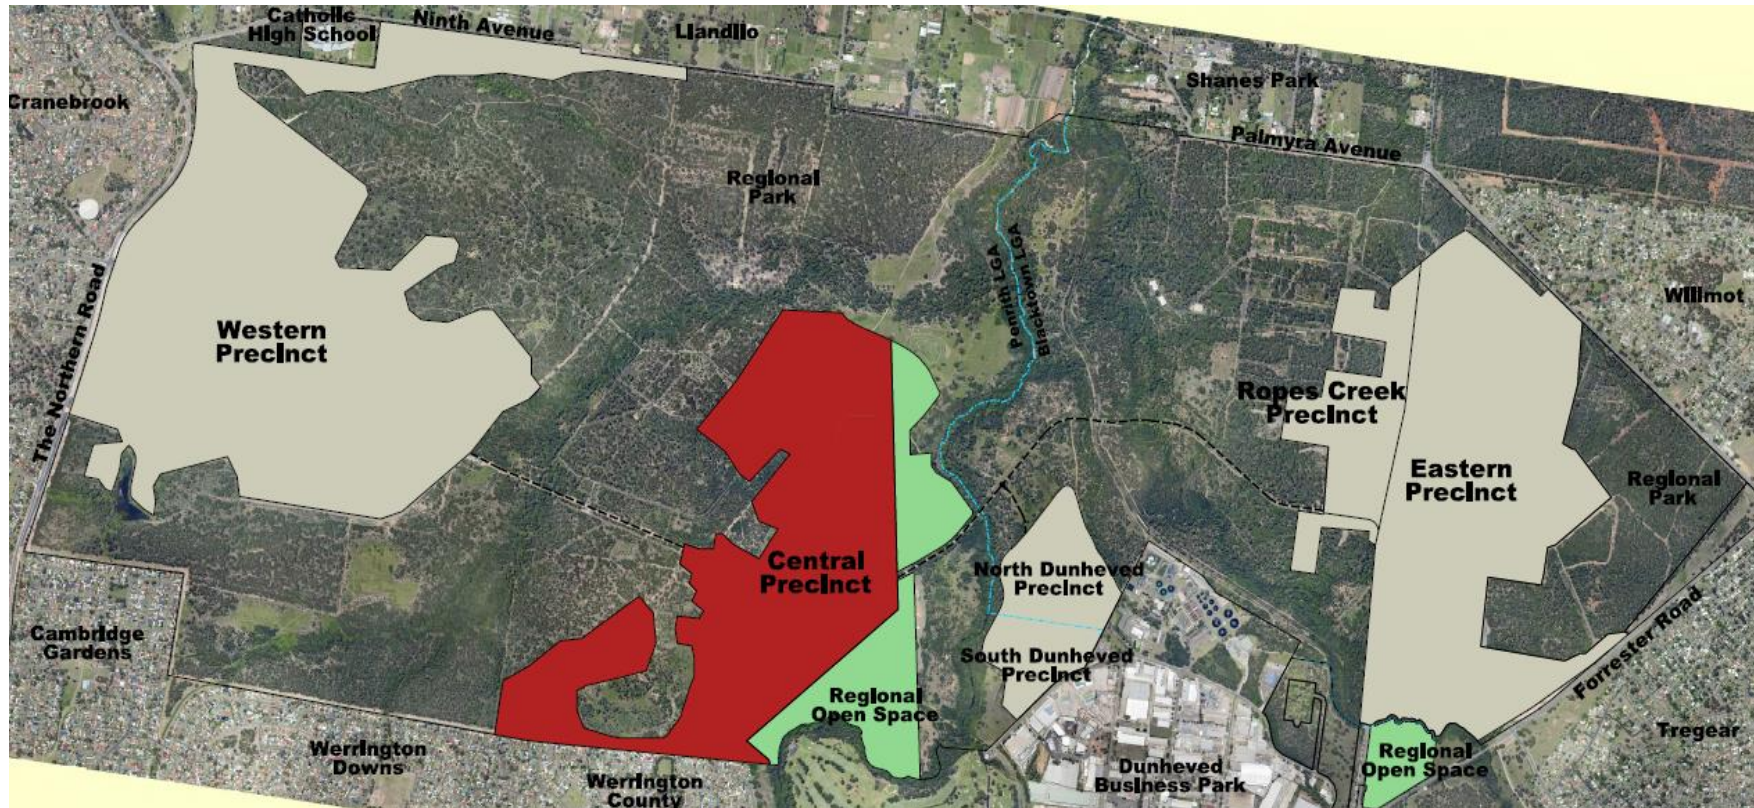 Catholic
High School
Ninth Avenue
Llandilo
Shanes Park
Cranebrook
Palmyra Avenue
Regional
Park
Penrith LGA
Blacktown LGA
Willmot
The Northern Road
Western
Precinct
Ropes Creek
Precinct
Eastern
Precinct
Regional
Park
Central
Precinct
North Dunheved
Precinct
Cambridge
Gardens
South Dunheved
Precinct
Forrester Road
Regional
Open Space
Tregear
Werrington
Downs
Werrington
County
Dunheved
Business Park
Regional
Open Space